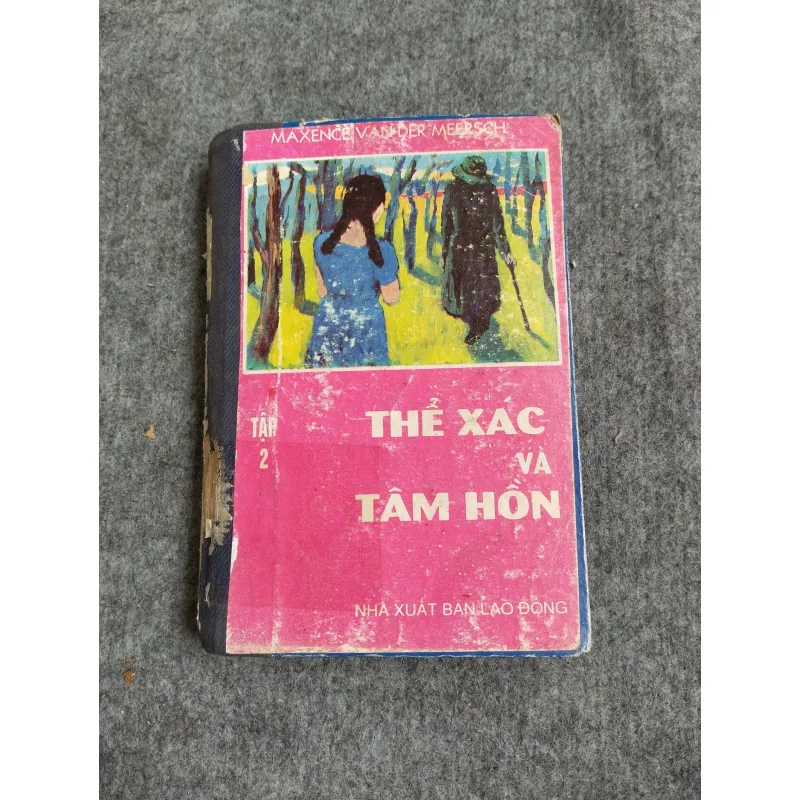 MAXENCE VAN DER MEERSCH
TẬP
2
THỂ XÁC
VÀ
TÂM HỒN
NHÀ XUẤT BẢN LAO ĐỘNG